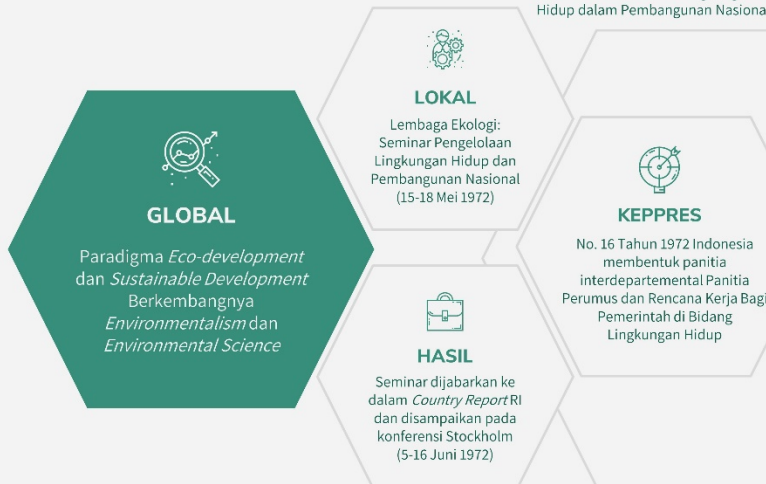 Hidup dalam Pembangunan Nasional
LOKAL
Lembaga Ekologi:
Seminar Pengelolaan
Lingkungan Hidup dan
Pembangunan Nasional
(15-18 Mei 1972)
GLOBAL
Paradigma Eco-development
dan Sustainable Development
Berkembangnya
Environmentalism dan
Environmental Science
KEPPRES
No. 16 Tahun 1972 Indonesia
membentuk panitia
interdepartemental Panitia
Perumus dan Rencana Kerja Bagi
Pemerintah di Bidang
Lingkungan Hidup
HASIL
Seminar dijabarkan ke
dalam Country Report RI
dan disampaikan pada
konferensi Stockholm
(5-16 Juni 1972)